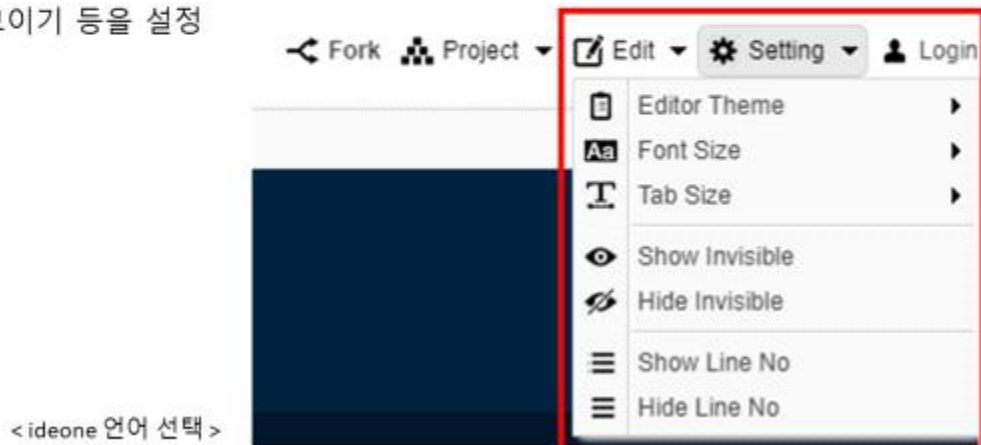 보이기 등을 설정
Fork Project Edit Setting Login
Editor Theme
Aa Font Size
T Tab Size
Show Invisible
Hide Invisible
Show Line No
Hide Line No
<ideone 언어 선택>